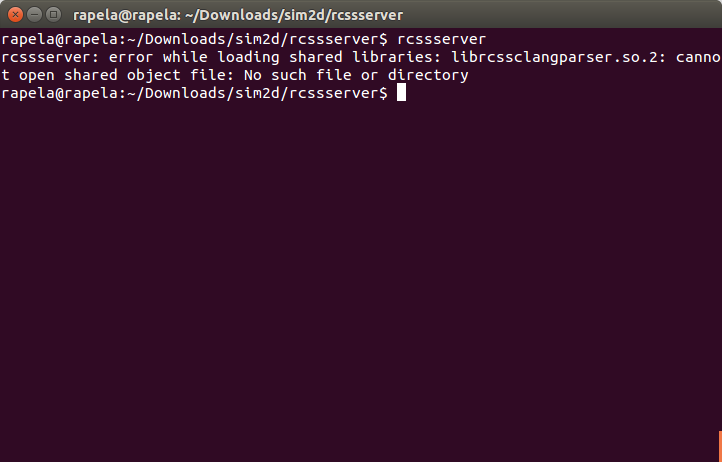 rapela@rapela: ~/Downloads/sim2d/rcssserver
rapela@rapela:~/Downloads/sim2d/rcssserver$ rcssserver
rcssserver: error while loading shared libraries: librcssclangparser.so.2: canno
t open shared object file: No such file or directory
rapela@rapela:~/Downloads/sim2d/rcssserver$